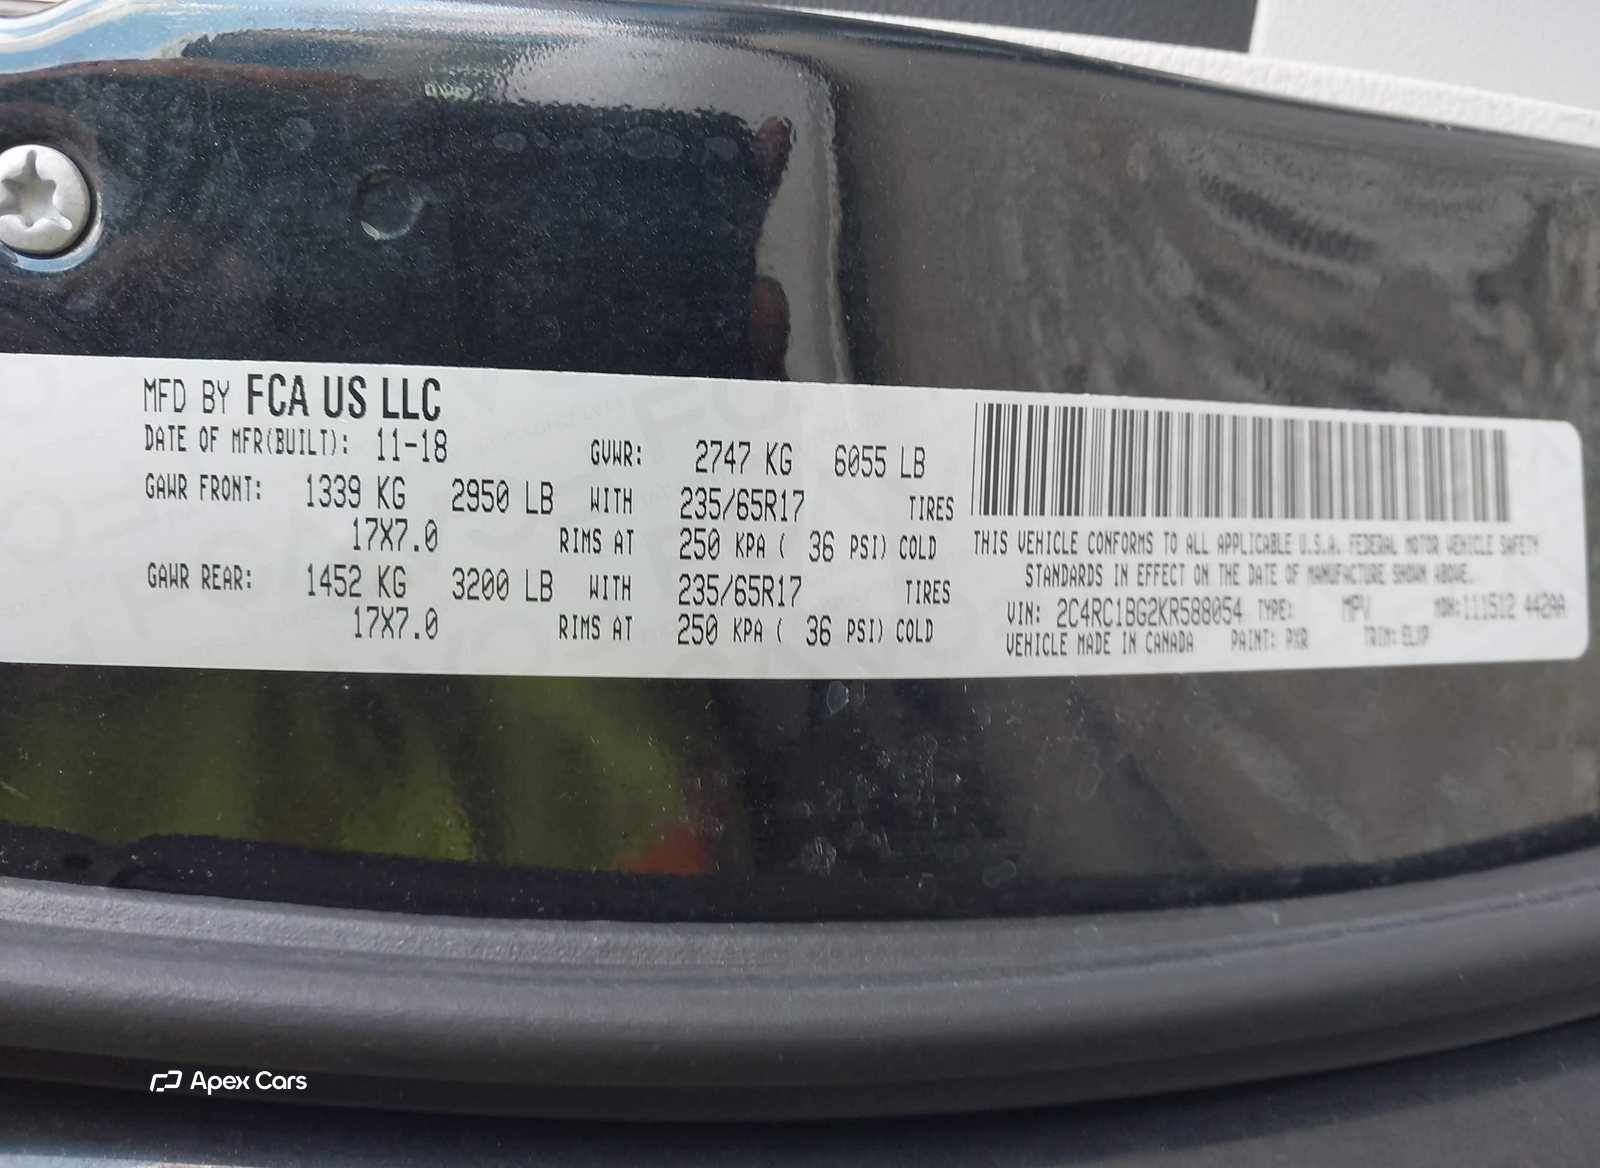 MFD BY FCA US LLC
DATE OF MFR(BUILT): 11-18 GVWR: 2747 KG 6055 LB
GAWR FRONT: 1339 KG 2950 LB WITH 235/65R17 TIRES
17X7.0 RIMS AT 250 KPA ( 36 PSI) COLD
GAWR REAR: 1452 KG 3200 LB WITH 235/65R17 TIRES
17X7.0 RIMS AT 250 KPA ( 36 PSI) COLD
THIS VEHICLE CONFORMS TO ALL APPLICABLE U.S.A. FEDERAL MOTOR VEHICLE SAFETY
STANDARDS IN EFFECT ON THE DATE OF MANUFACTURE SHOWN ABOVE.
VIN: 2C4RC1BG2KR588054 TYPE: MPV MDH:111512 442AA
VEHICLE MADE IN CANADA PAINT: PXR TRIM:
Apex Cars